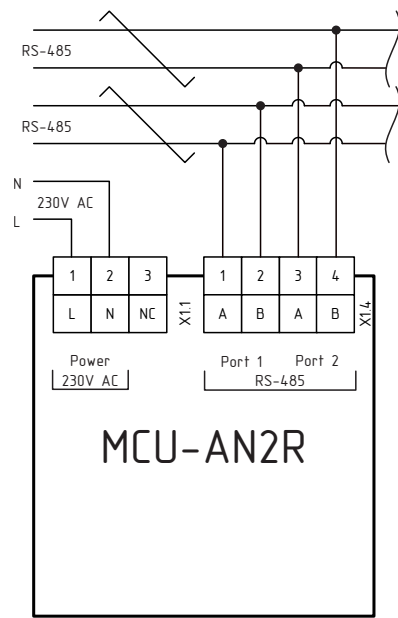 RS-485
RS-485
N
230V AC
L
1 2 3 1 2 3 4
L N NC X1.1 A B A B X1.4
Power Port 1 Port 2
230V AC RS-485
MCU-AN2R